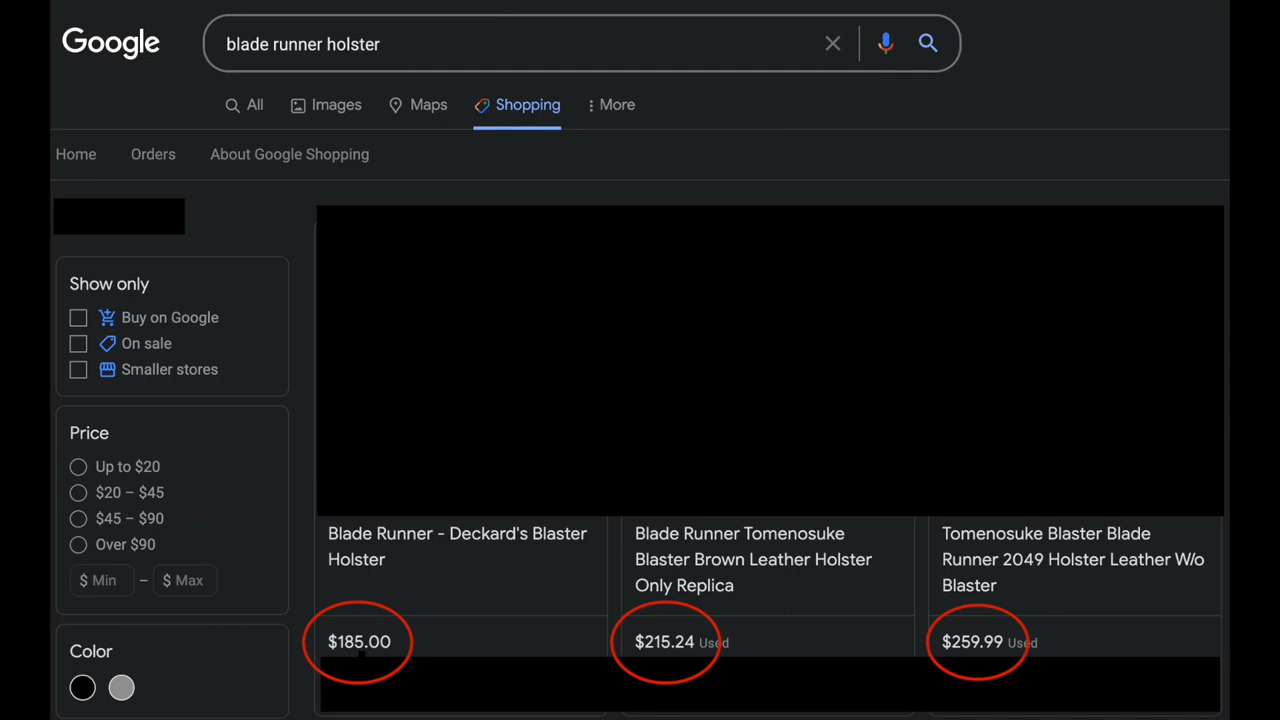 Google
blade runner holster
All Images Maps Shopping More
Home Orders About Google Shopping
Show only
Buy on Google
On sale
Smaller stores
Price
Up to $20
$20 – $45
$45 – $90
Over $90
$ Min – $ Max
Color
Blade Runner - Deckard's Blaster
Holster
$185.00
Blade Runner Tomenosuke
Blaster Brown Leather Holster
Only Replica
$215.24 Used
Tomenosuke Blaster Blade
Runner 2049 Holster Leather W/o
Blaster
$259.99 Used